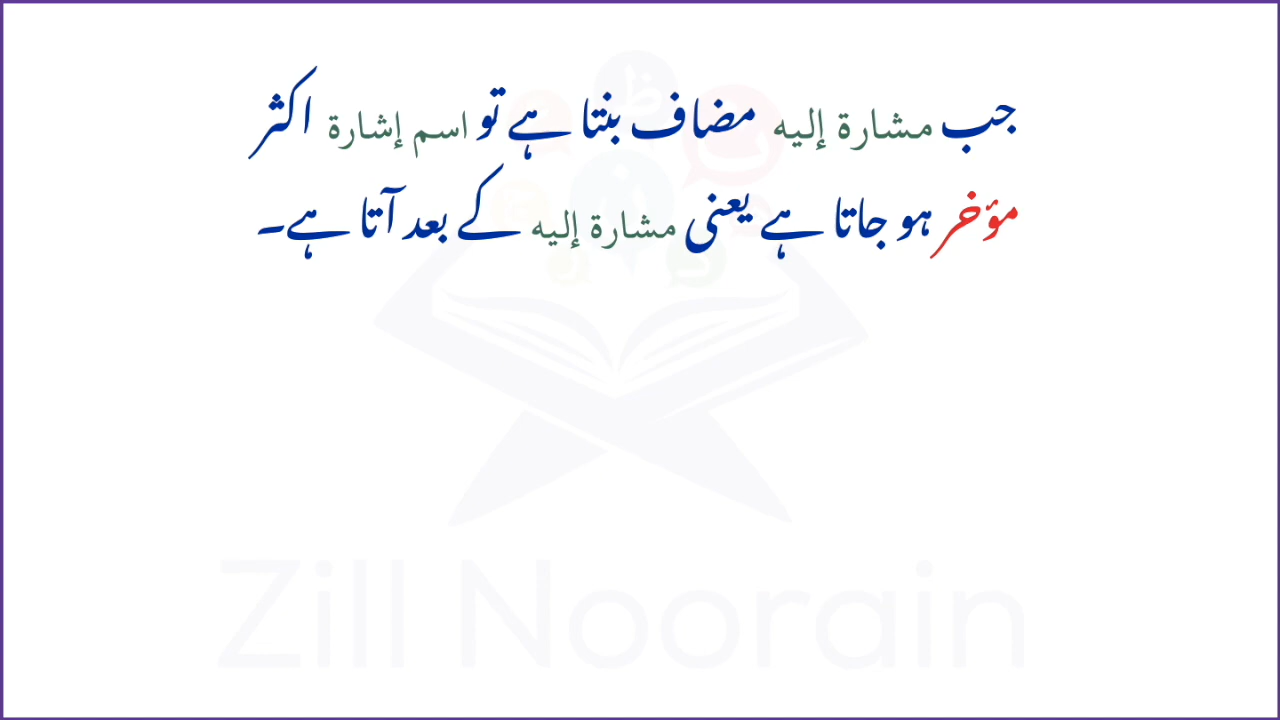 جب مشارة إليه مضاف بنتا ہے تو اسم إشارة اکثر
مؤخر ہو جاتا ہے یعنی مشارة إليه کے بعد آتا ہے۔
Zill Noorain